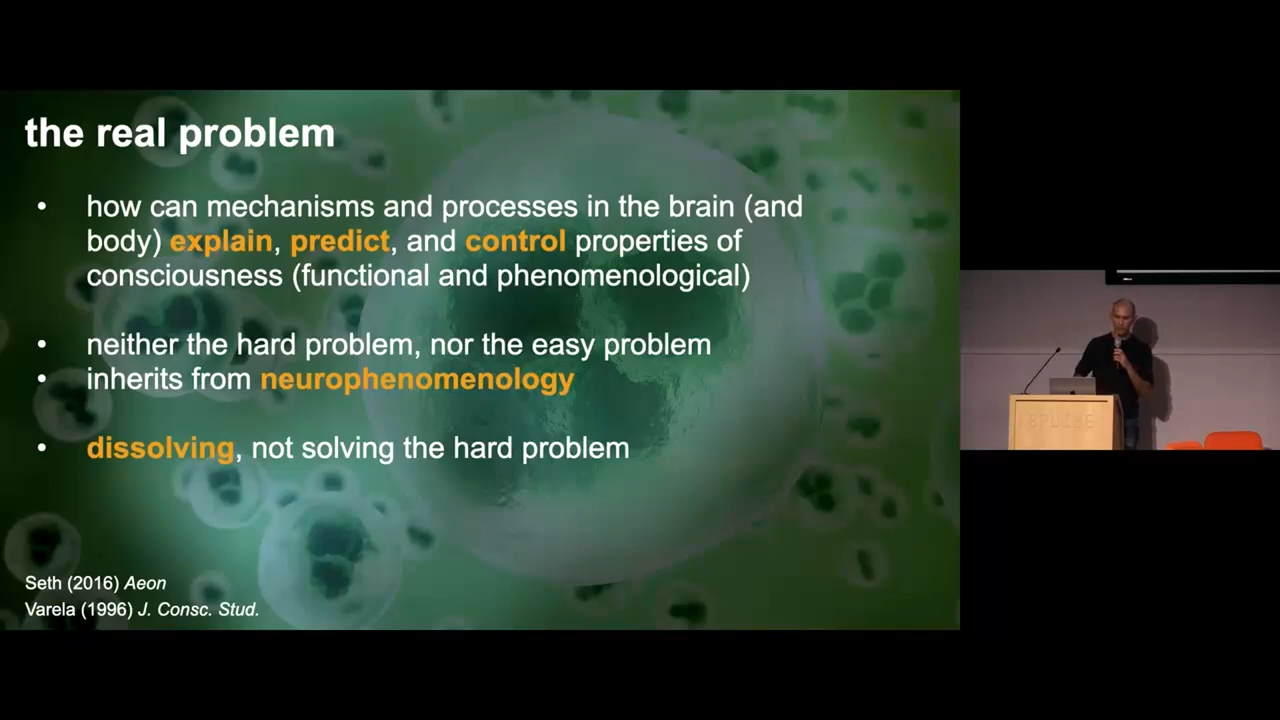 the real problem
• how can mechanisms and processes in the brain (and
body) explain, predict, and control properties of
consciousness (functional and phenomenological)
• neither the hard problem, nor the easy problem
• inherits from neurophenomenology
• dissolving, not solving the hard problem
Seth (2016) Aeon
Varela (1996) J. Consc. Stud.